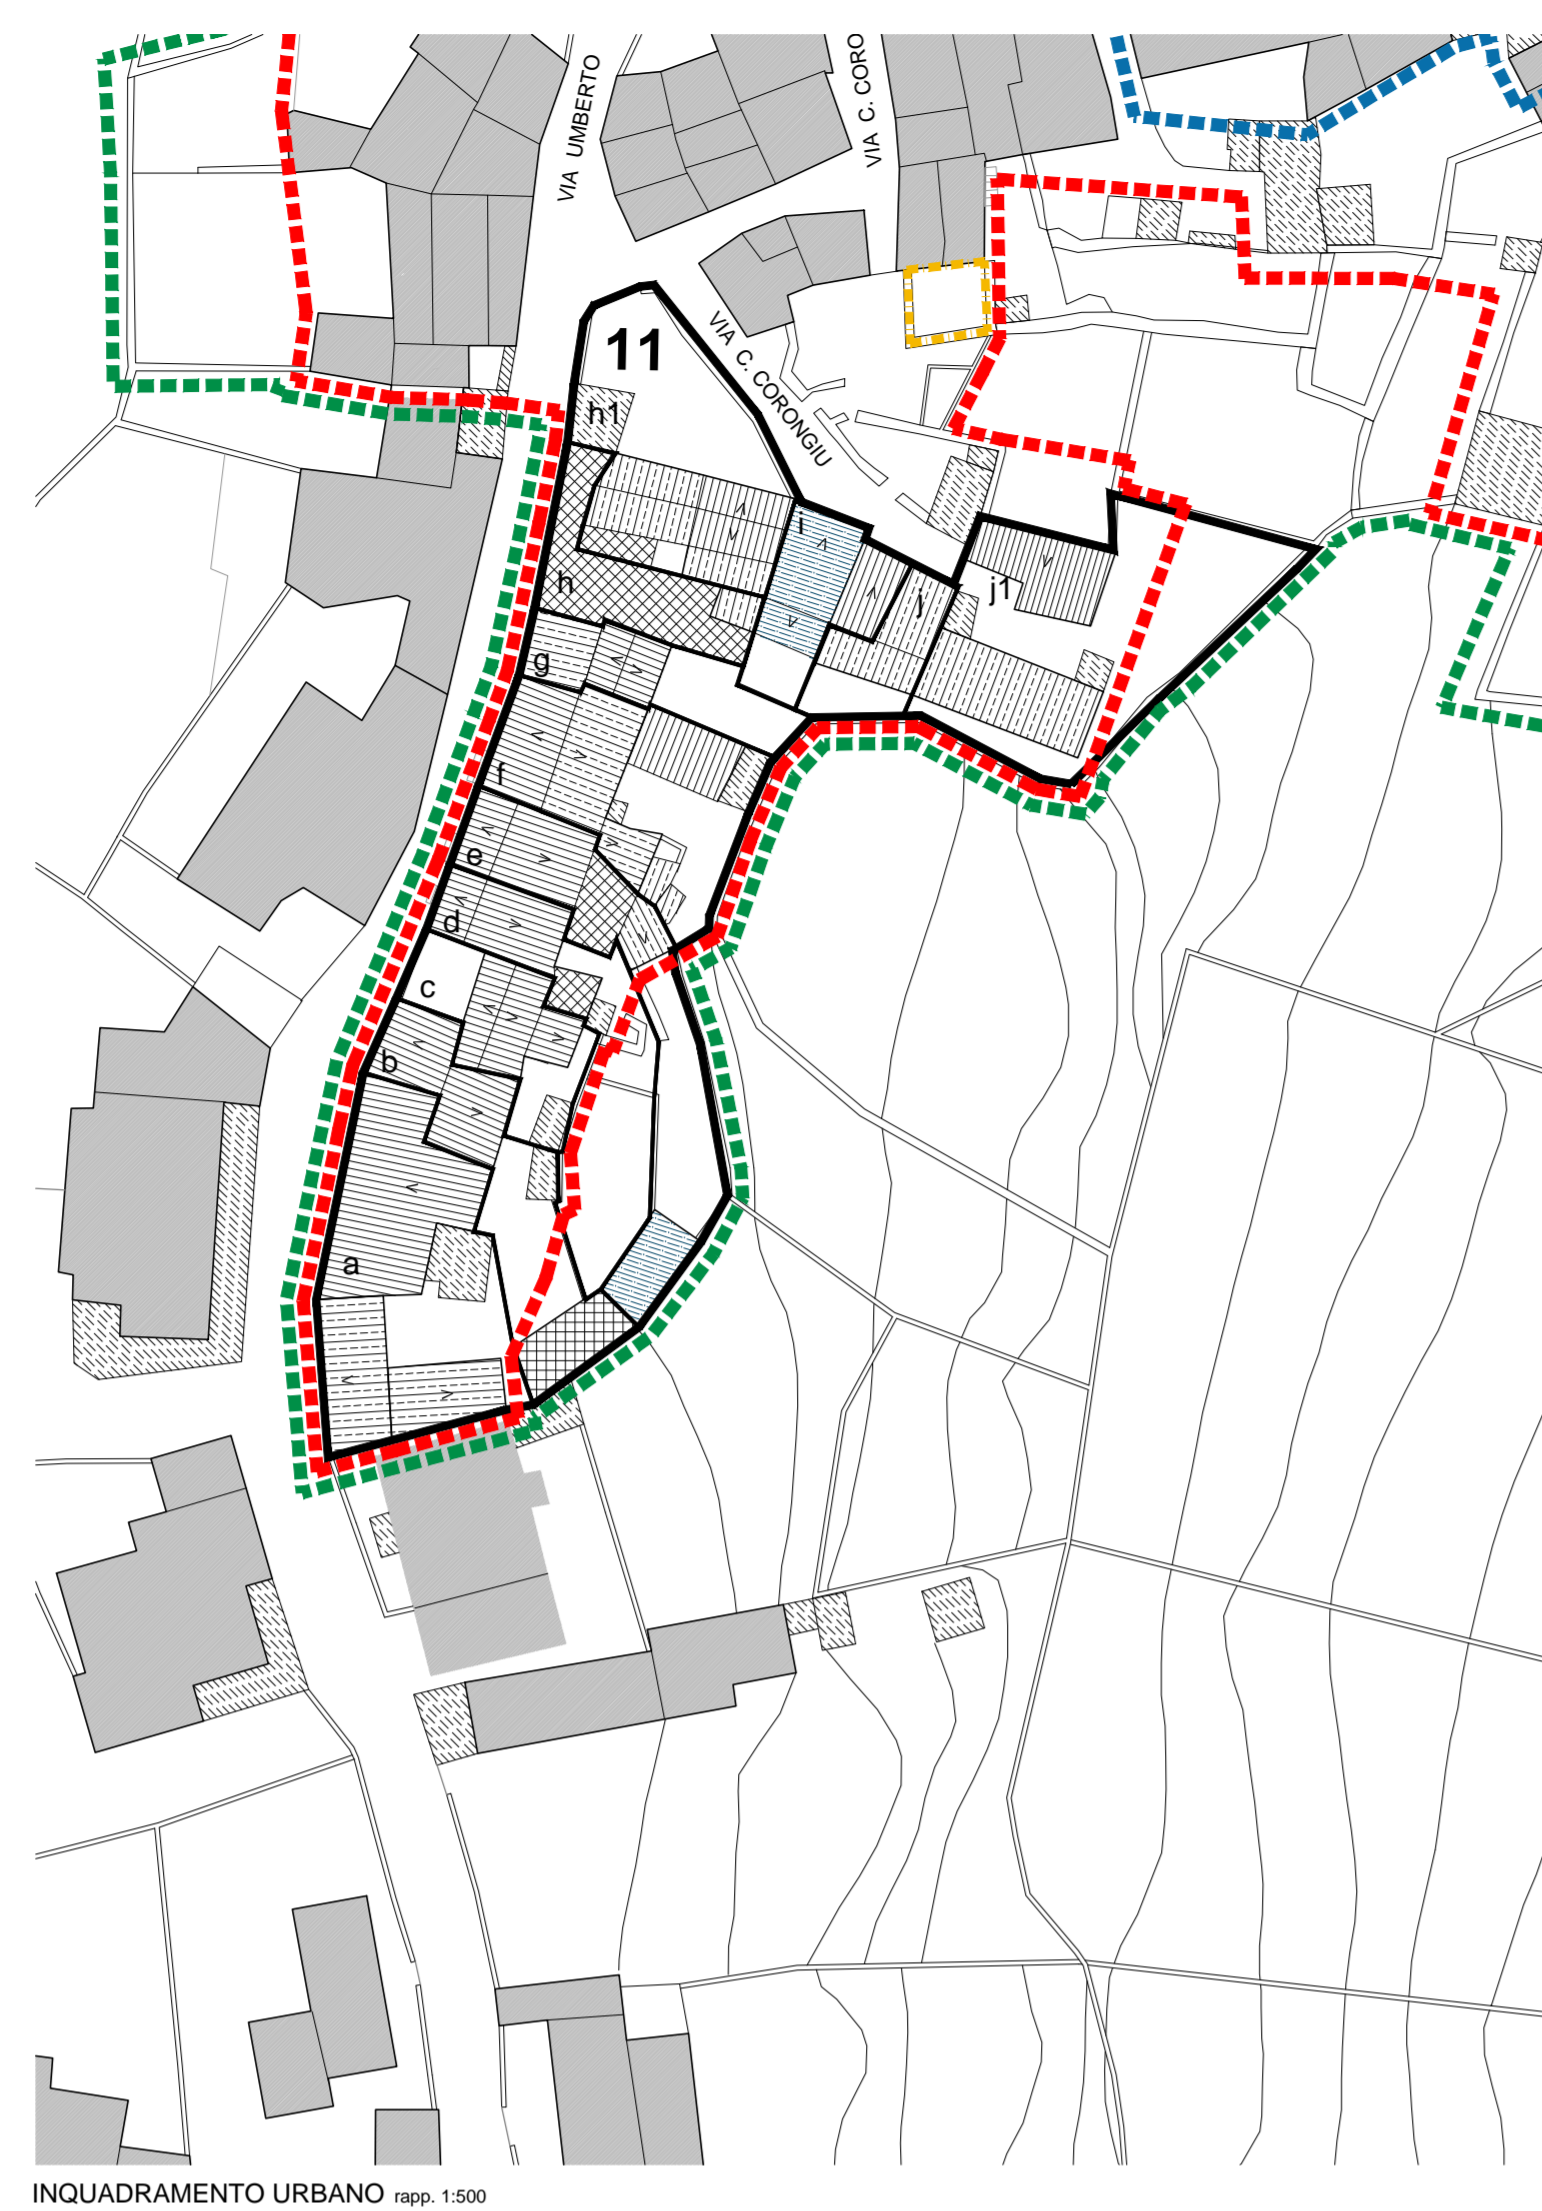 VIA UMBERTO
VIA C. CORO
11
VIA C. CORONGIU
h1
i
h
j
j1
g
f
e
d
c
b
a
INQUADRAMENTO URBANO rapp. 1:500